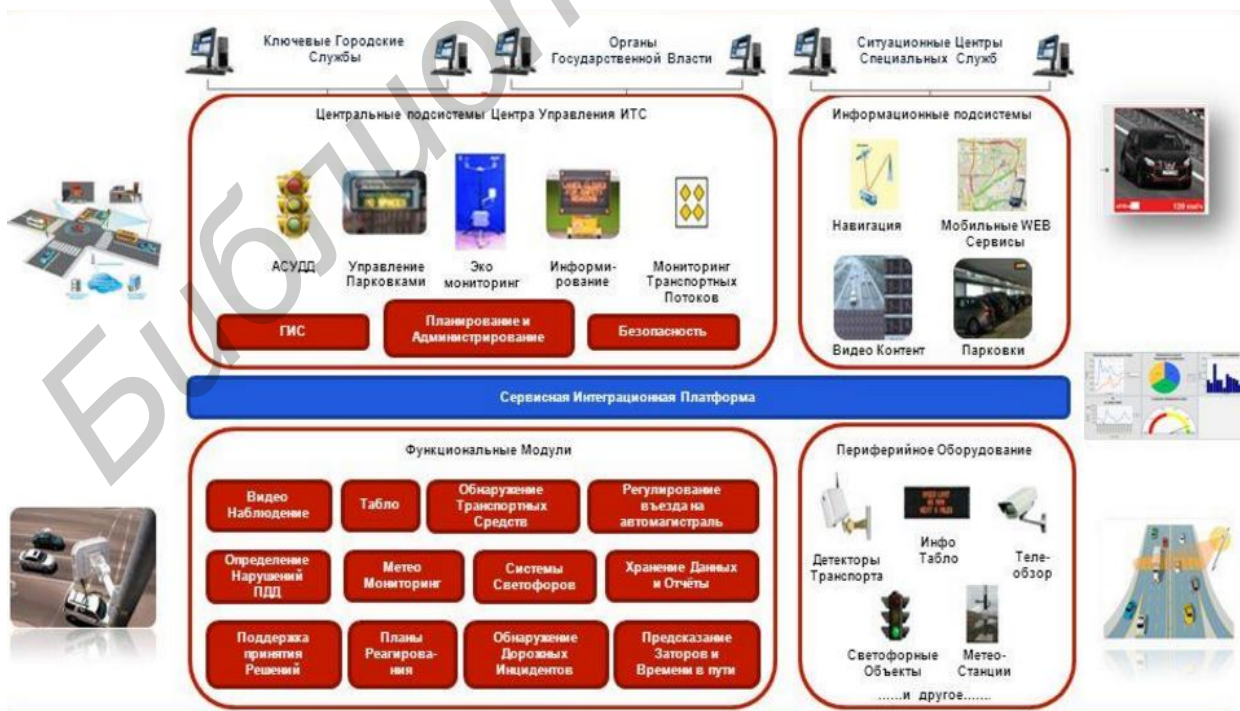 Ключевые Городские
Службы
Органы
Государственной Власти
Ситуационные Центры
Специальных Служб
Центральные подсистемы Центра Управления ИТС
АСУДД
Управление
Парковками
Эко
мониторинг
Информи-
рование
Мониторинг
Транспортных
Потоков
ГИС
Планирование и
Администрирование
Безопасность
Информационные подсистемы
Навигация
Мобильные WEB
Сервисы
Видео Контент
Парковки
Сервисная Интеграционная Платформа
Функциональные Модули
Видео
Наблюдение
Табло
Обнаружение
Транспортных
Средств
Регулирование
въезда на
автомагистраль
Определение
Нарушений
ПДД
Метео
Мониторинг
Системы
Светофоров
Хранение Данных
и Отчёты
Поддержка
принятия
Решений
Планы
Реагирова-
ния
Обнаружение
Дорожных
Инцидентов
Предсказание
Заторов и
Времени в пути
Периферийное Оборудование
Детекторы
Транспорта
Инфо
Табло
Теле-
обзор
Светофорные
Объекты
Метео-
Станции
......и другое.......
Библиот